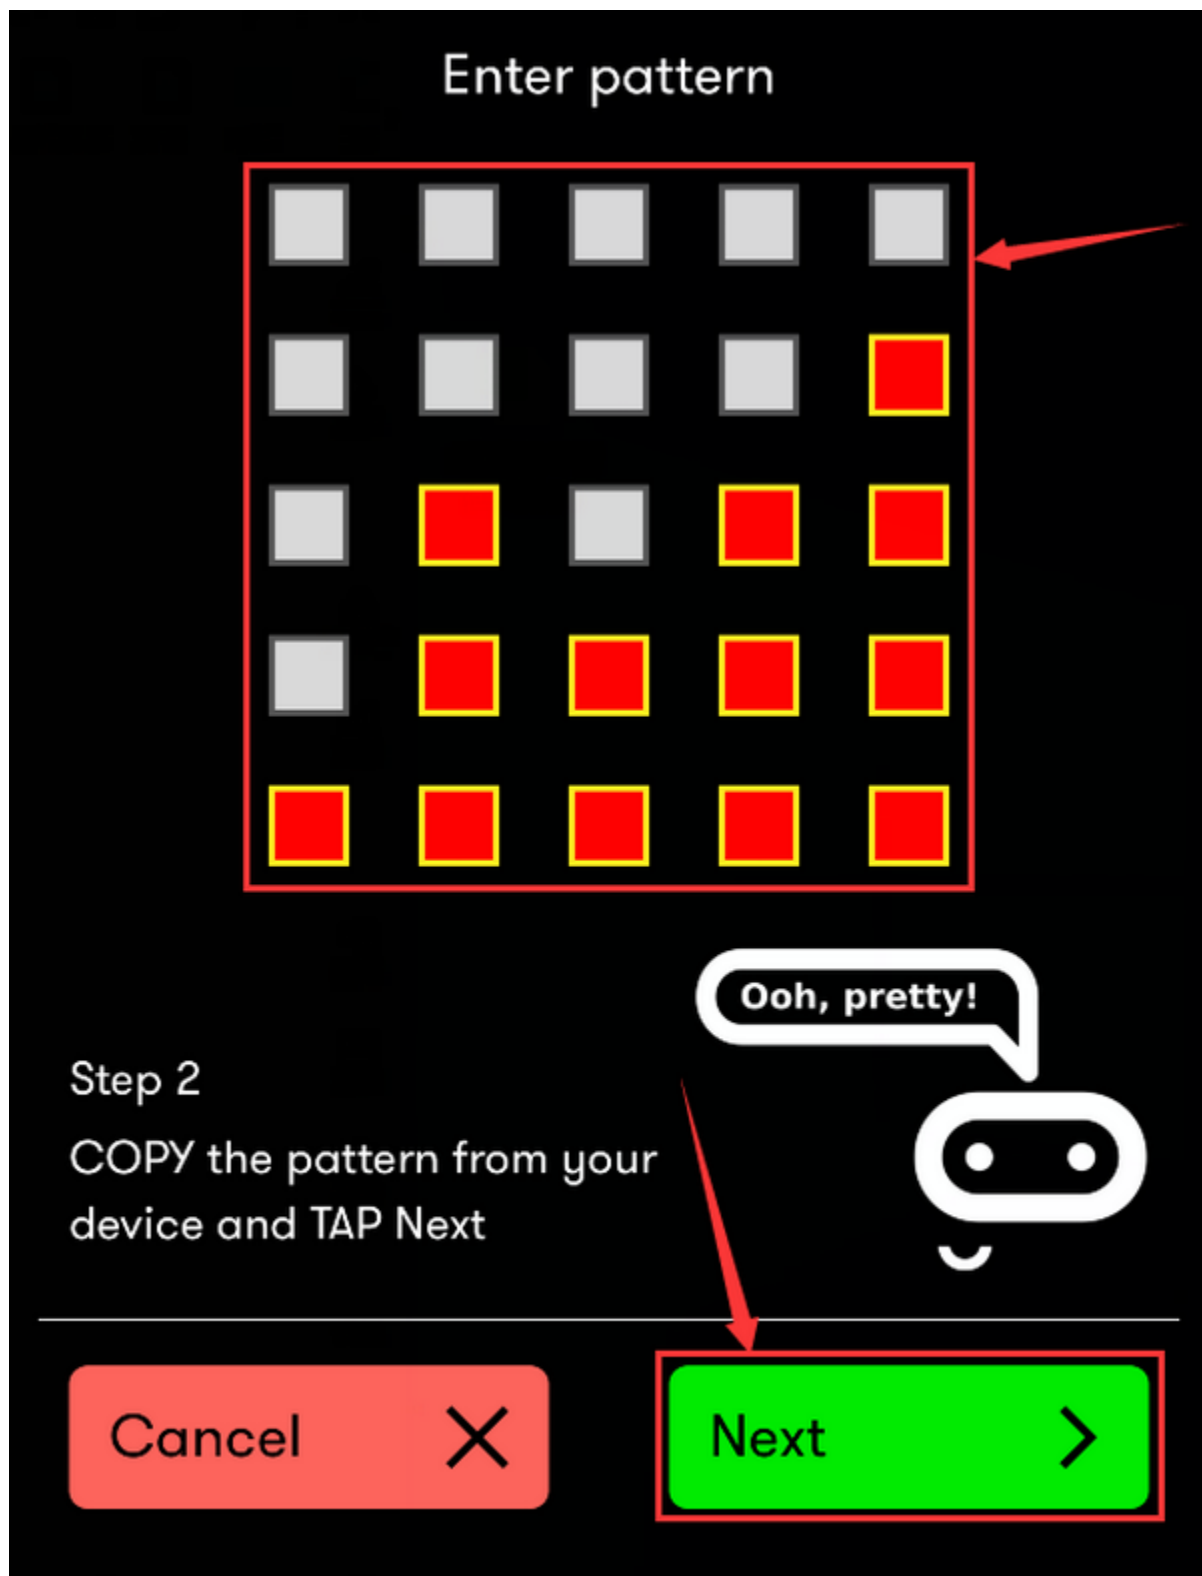 Enter pattern
Ooh, pretty!
Step 2
COPY the pattern from your
device and TAP Next
Cancel
Next